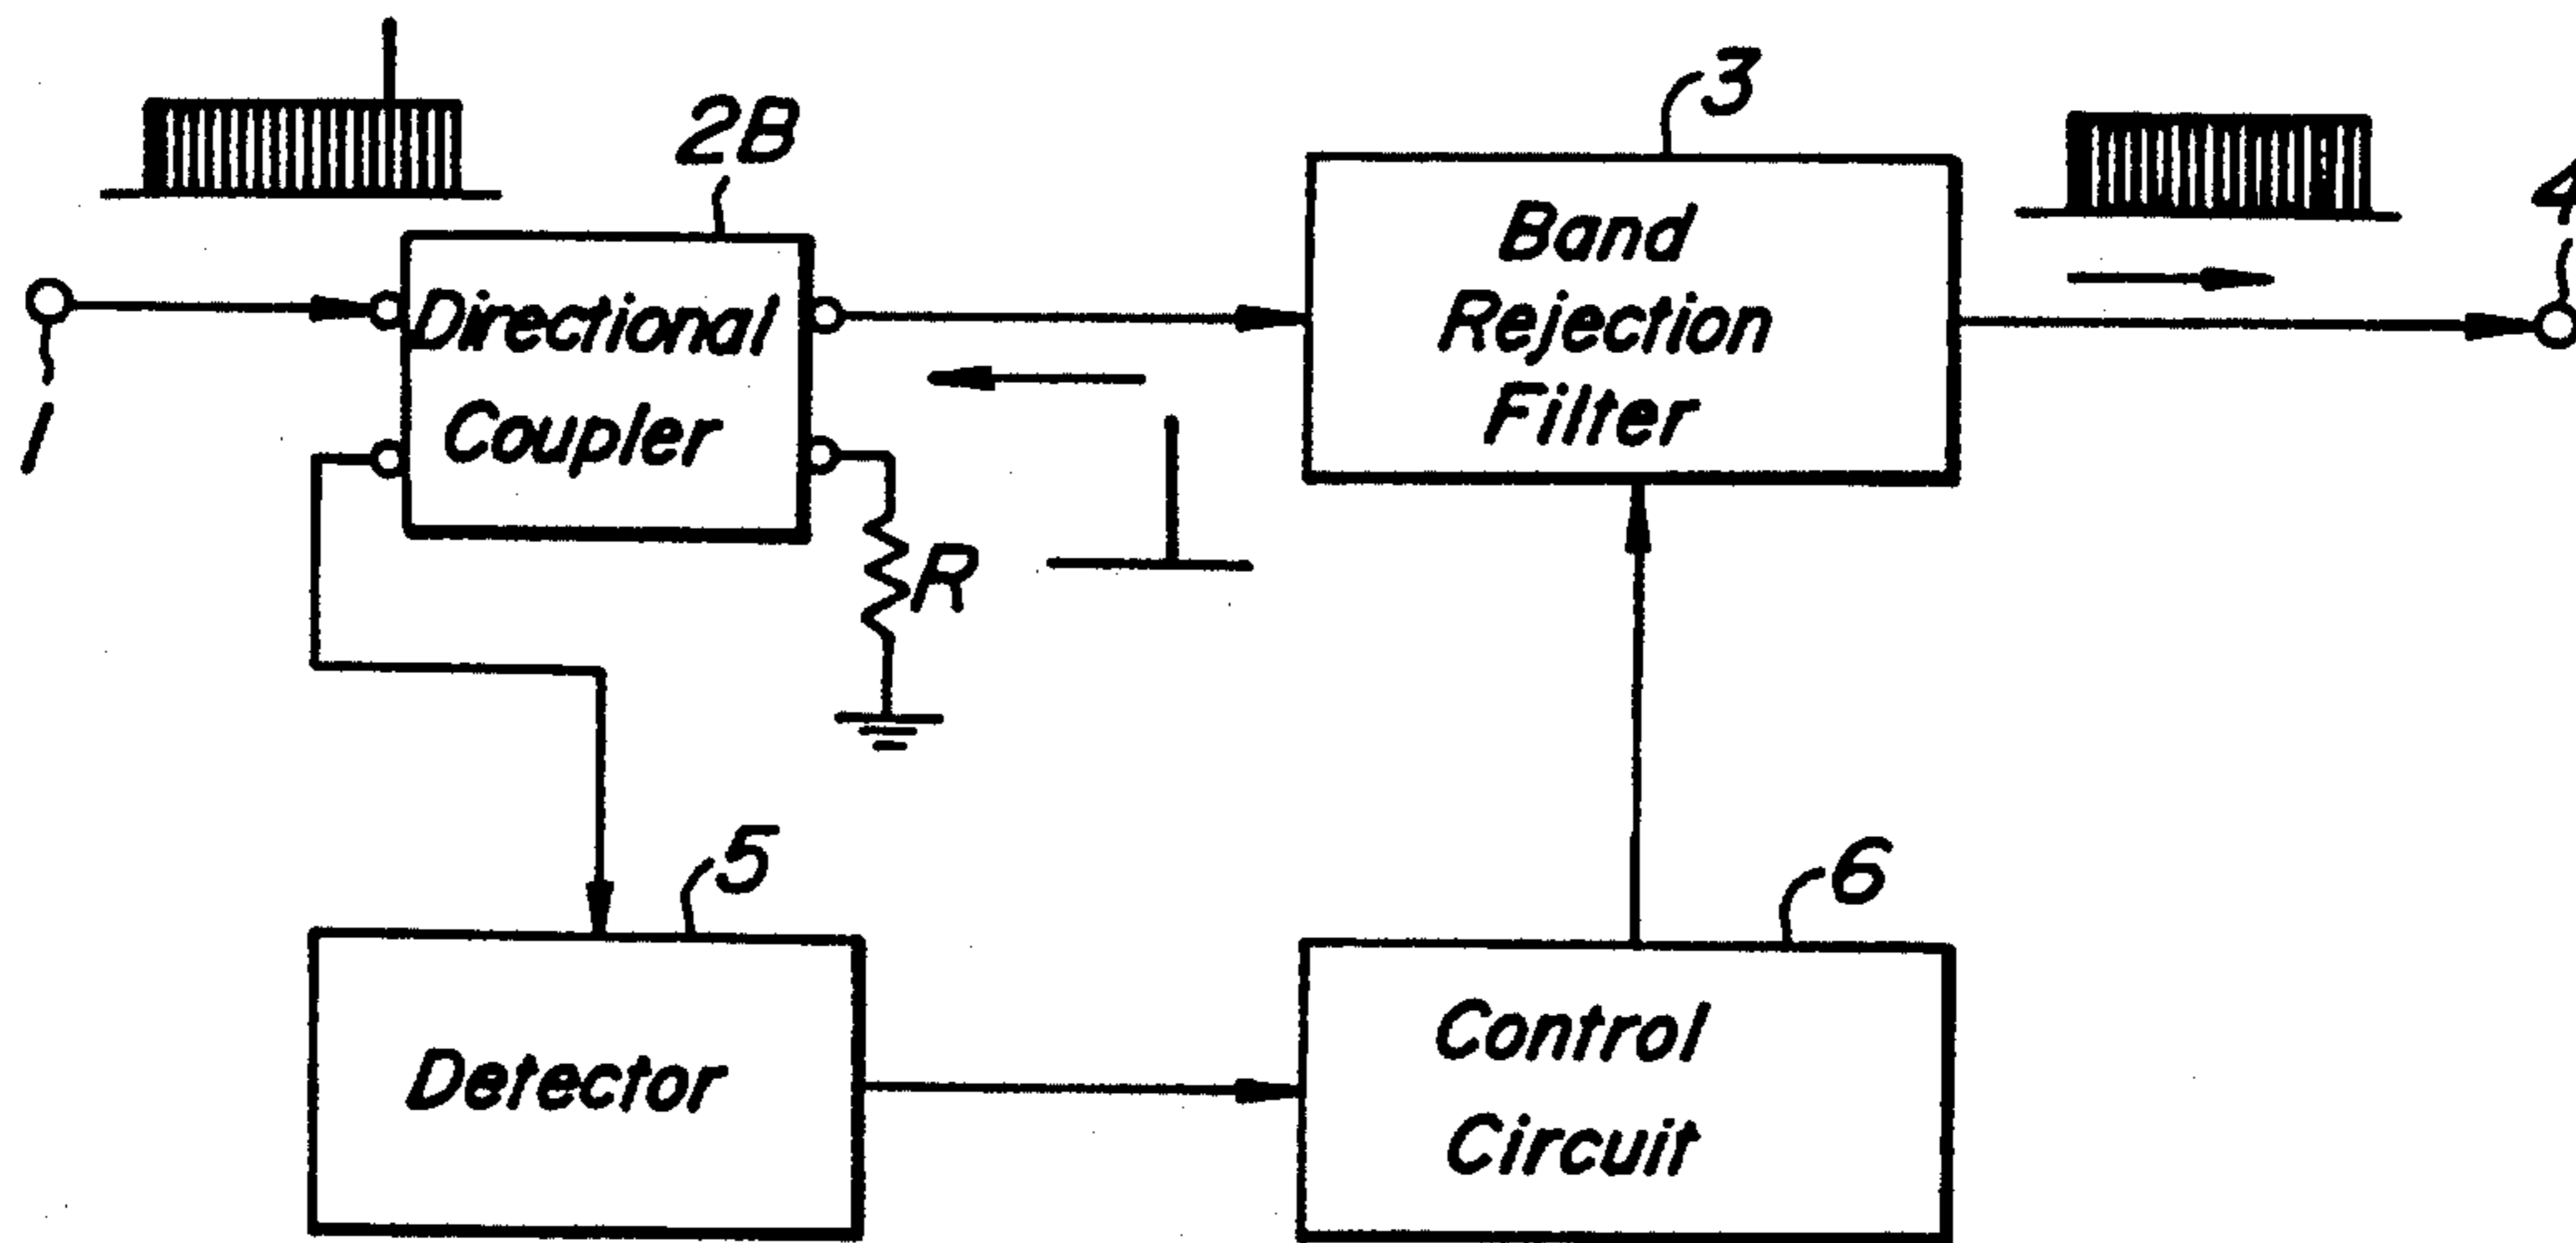 2B
3
4
1
Directional
Coupler
Band
Rejection
Filter
R
5
6
Detector
Control
Circuit